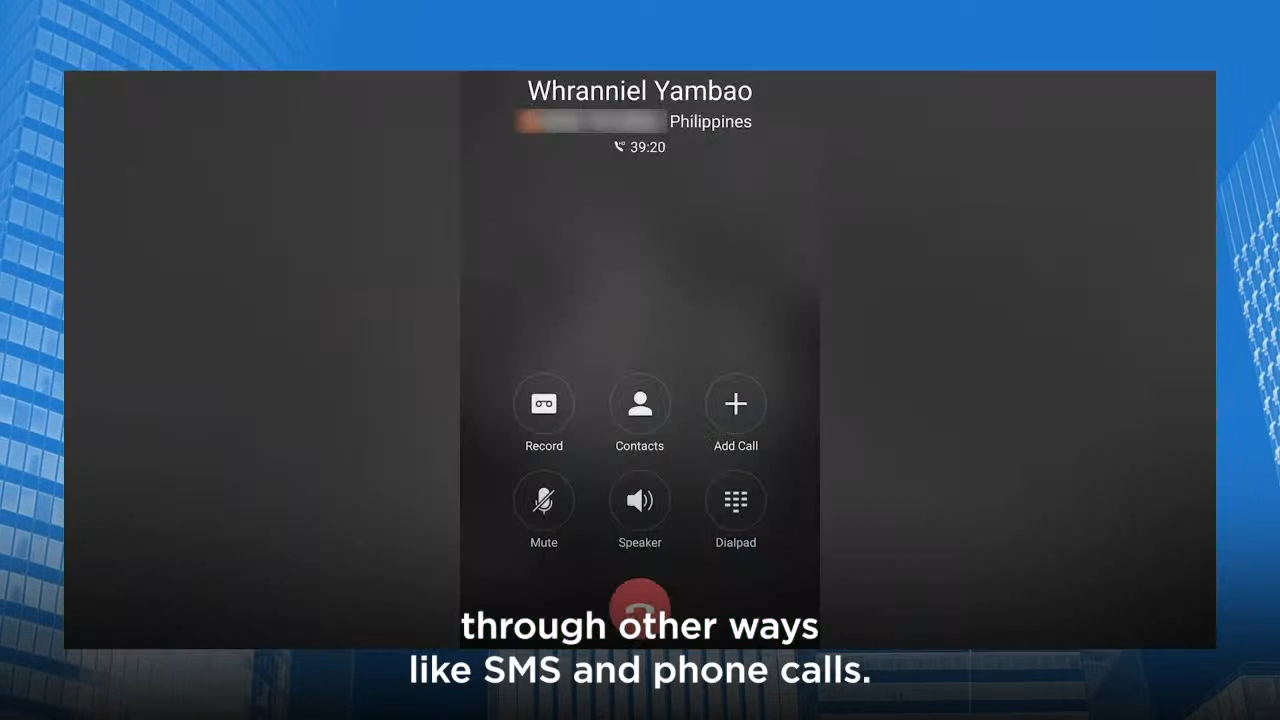 Whranniel Yambao
Philippines
39:20
Record
Contacts
Add Call
Mute
Speaker
Dialpad
through other ways
like SMS and phone calls.